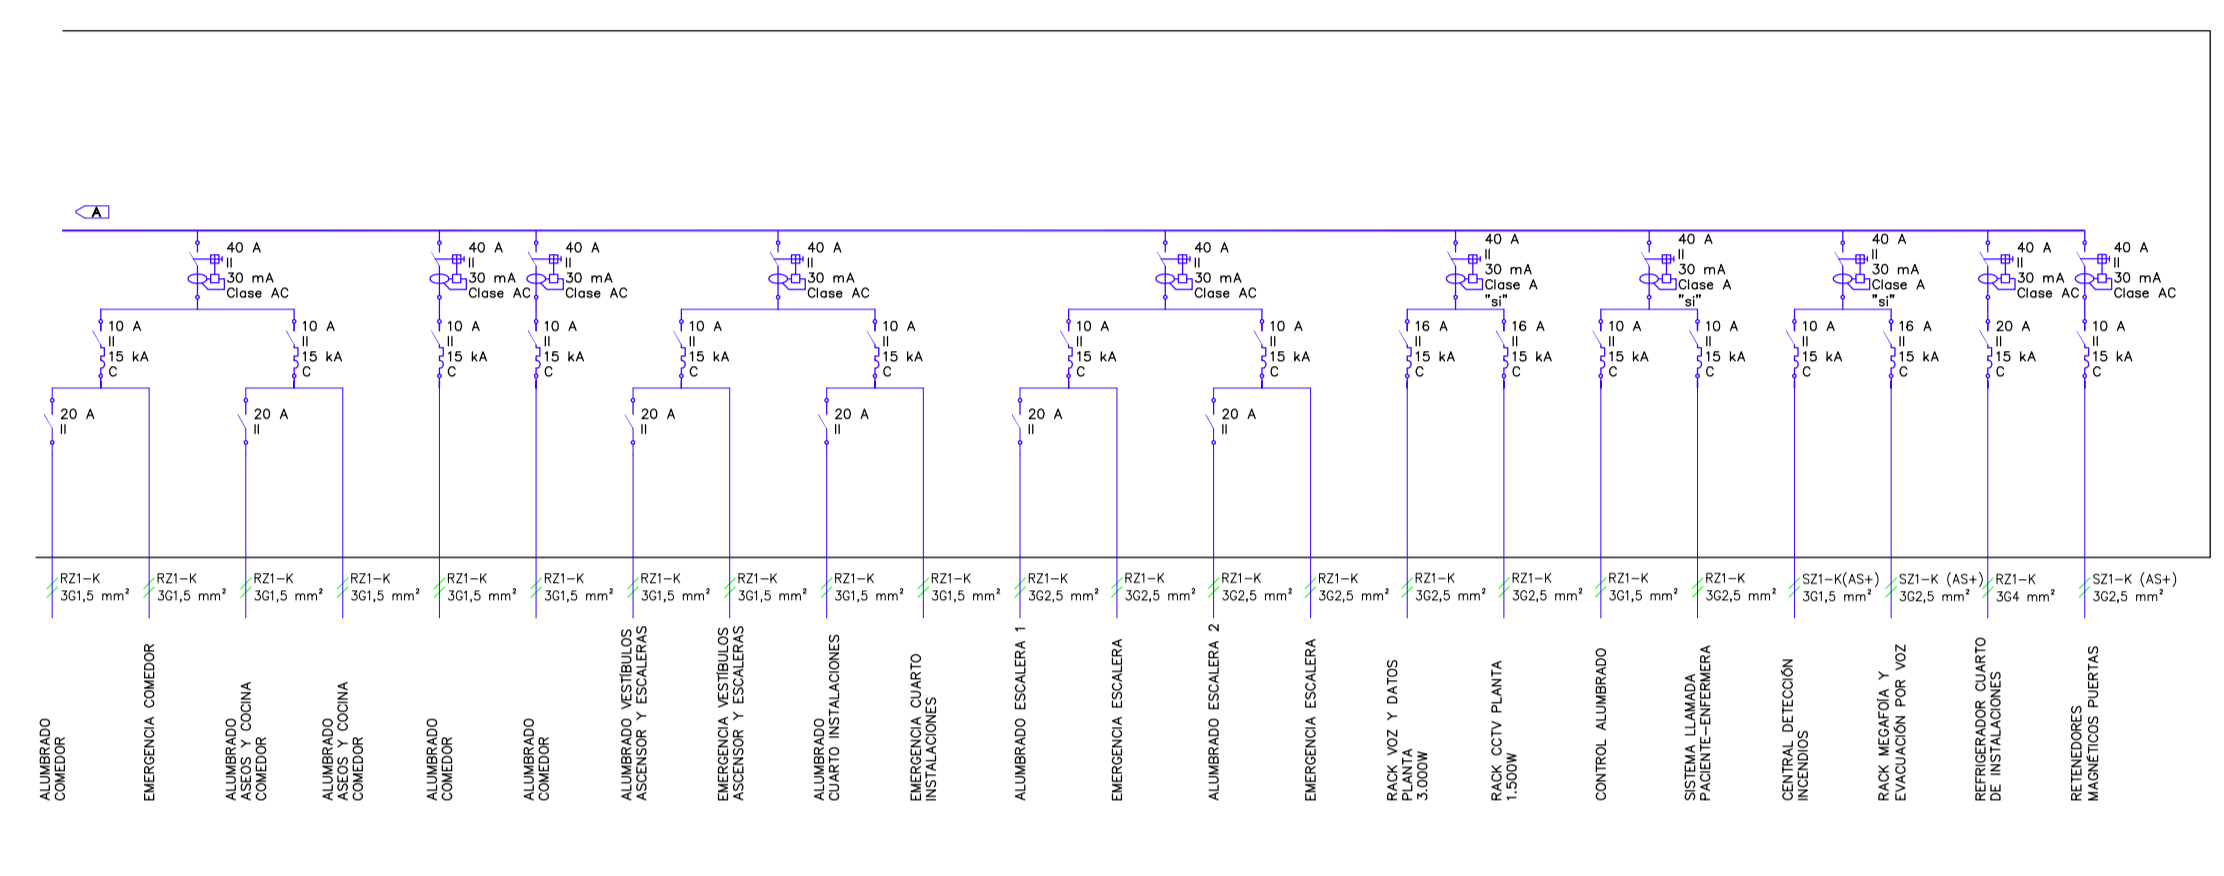 A
40 A
II
30 mA
Clase AC
40 A
II
30 mA
Clase AC
40 A
II
30 mA
Clase AC
40 A
II
30 mA
Clase AC
40 A
II
30 mA
Clase AC
40 A
II
30 mA
Clase A
"si"
40 A
II
30 mA
Clase A
"si"
40 A
II
30 mA
Clase A
"si"
40 A
II
30 mA
Clase AC
40 A
II
30 mA
Clase AC
10 A
II
15 kA
C
10 A
II
15 kA
C
10 A
II
15 kA
C
10 A
II
15 kA
C
10 A
II
15 kA
C
10 A
II
15 kA
C
10 A
II
15 kA
C
10 A
II
15 kA
C
16 A
II
15 kA
C
16 A
II
15 kA
C
10 A
II
15 kA
C
10 A
II
15 kA
C
10 A
II
15 kA
C
16 A
II
15 kA
C
20 A
II
15 kA
C
10 A
II
15 kA
C
20 A
II
20 A
II
20 A
II
20 A
II
20 A
II
20 A
II
RZ1-K
3G1,5 mm²
RZ1-K
3G1,5 mm²
RZ1-K
3G1,5 mm²
RZ1-K
3G1,5 mm²
RZ1-K
3G1,5 mm²
RZ1-K
3G1,5 mm²
RZ1-K
3G1,5 mm²
RZ1-K
3G1,5 mm²
RZ1-K
3G1,5 mm²
RZ1-K
3G1,5 mm²
RZ1-K
3G2,5 mm²
RZ1-K
3G2,5 mm²
RZ1-K
3G2,5 mm²
RZ1-K
3G2,5 mm²
RZ1-K
3G2,5 mm²
RZ1-K
3G2,5 mm²
RZ1-K
3G1,5 mm²
RZ1-K
3G2,5 mm²
SZ1-K(AS+)
3G1,5 mm²
SZ1-K (AS+)
3G2,5 mm²
RZ1-K
3G4 mm²
SZ1-K (AS+)
3G2,5 mm²
ALUMBRADO
COMEDOR
EMERGENCIA COMEDOR
ALUMBRADO
ASEOS Y COCINA
COMEDOR
ALUMBRADO
ASEOS Y COCINA
COMEDOR
ALUMBRADO
COMEDOR
ALUMBRADO
COMEDOR
ALUMBRADO VESTÍBULOS
ASCENSOR Y ESCALERAS
EMERGENCIA VESTÍBULOS
ASCENSOR Y ESCALERAS
ALUMBRADO
CUARTO INSTALACIONES
EMERGENCIA CUARTO
INSTALACIONES
ALUMBRADO ESCALERA 1
EMERGENCIA ESCALERA
ALUMBRADO ESCALERA 2
EMERGENCIA ESCALERA
RACK VOZ Y DATOS
PLANTA
3.000W
RACK CCTV PLANTA
1.500W
CONTROL ALUMBRADO
SISTEMA LLAMADA
PACIENTE-ENFERMERA
CENTRAL DETECCIÓN
INCENDIOS
RACK MEGAFOÍA Y
EVACUACIÓN POR VOZ
REFRIGERADOR CUARTO
DE INSTALACIONES
RETENEDORES
MAGNÉTICOS PUERTAS